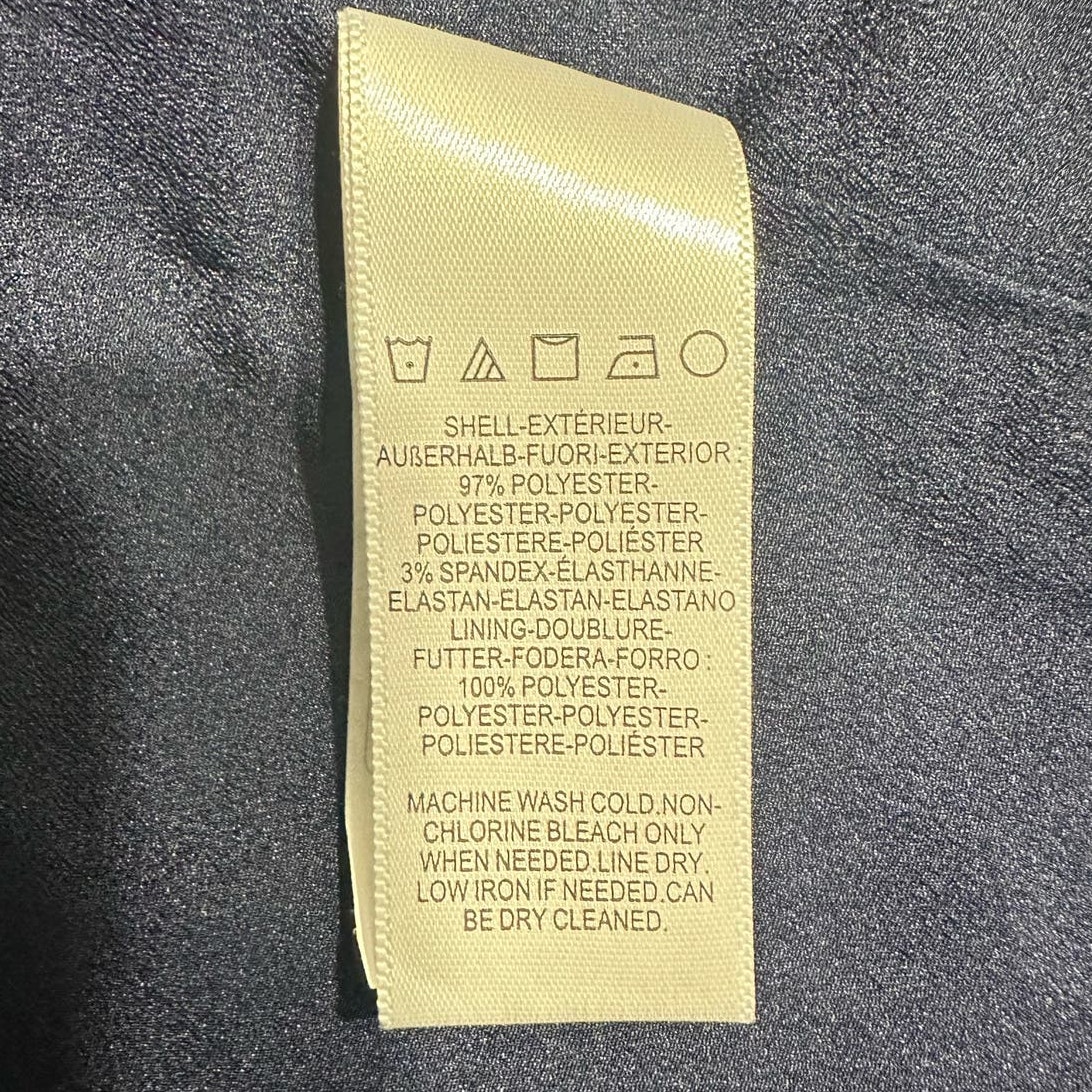 SHELL-EXTÉRIEUR-
AUßERHALB-FUORI-EXTERIOR :
97% POLYESTER-
POLYESTER-POLYESTER-
POLIESTERE-POLIÉSTER
3% SPANDEX-ÉLASTHANNE-
ELASTAN-ELASTAN-ELASTANO
LINING-DOUBLURE-
FUTTER-FODERA-FORRO :
100% POLYESTER-
POLYESTER-POLYESTER-
POLIESTERE-POLIÉSTER
MACHINE WASH COLD.NON-
CHLORINE BLEACH ONLY
WHEN NEEDED.LINE DRY.
LOW IRON IF NEEDED.CAN
BE DRY CLEANED.